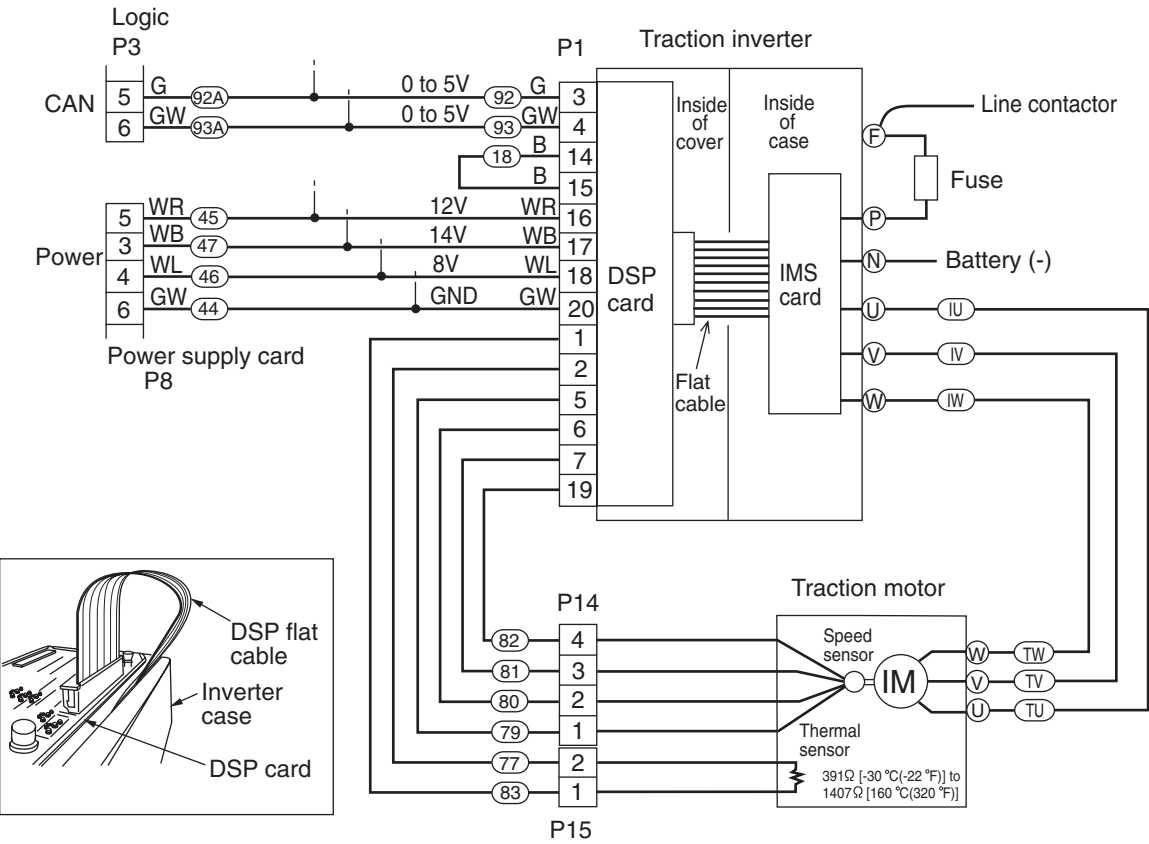 Logic
P3
P1
Traction inverter
CAN
5 G 92A 0 to 5V 92 G 3
6 GW 93A 0 to 5V 93 GW 4
18 B 14
B 15
Power
5 WR 45 12V WR 16
3 WB 47 14V WB 17
4 WL 46 8V WL 18
6 GW 44 GND GW 20
1
2
5
6
7
19
Power supply card
P8
DSP
card
Inside
of
cover
Inside
of
case
IMS
card
Flat
cable
F
Line contactor
Fuse
P
N
Battery (-)
U IU
V IV
W IW
DSP flat
cable
Inverter
case
DSP card
P14
82 4
81 3
80 2
79 1
77 2
83 1
P15
Traction motor
Speed
sensor
IM
W TW
V TV
U TU
Thermal
sensor
391Ω [-30 °C(-22 °F)] to
1407Ω [160 °C(320 °F)]